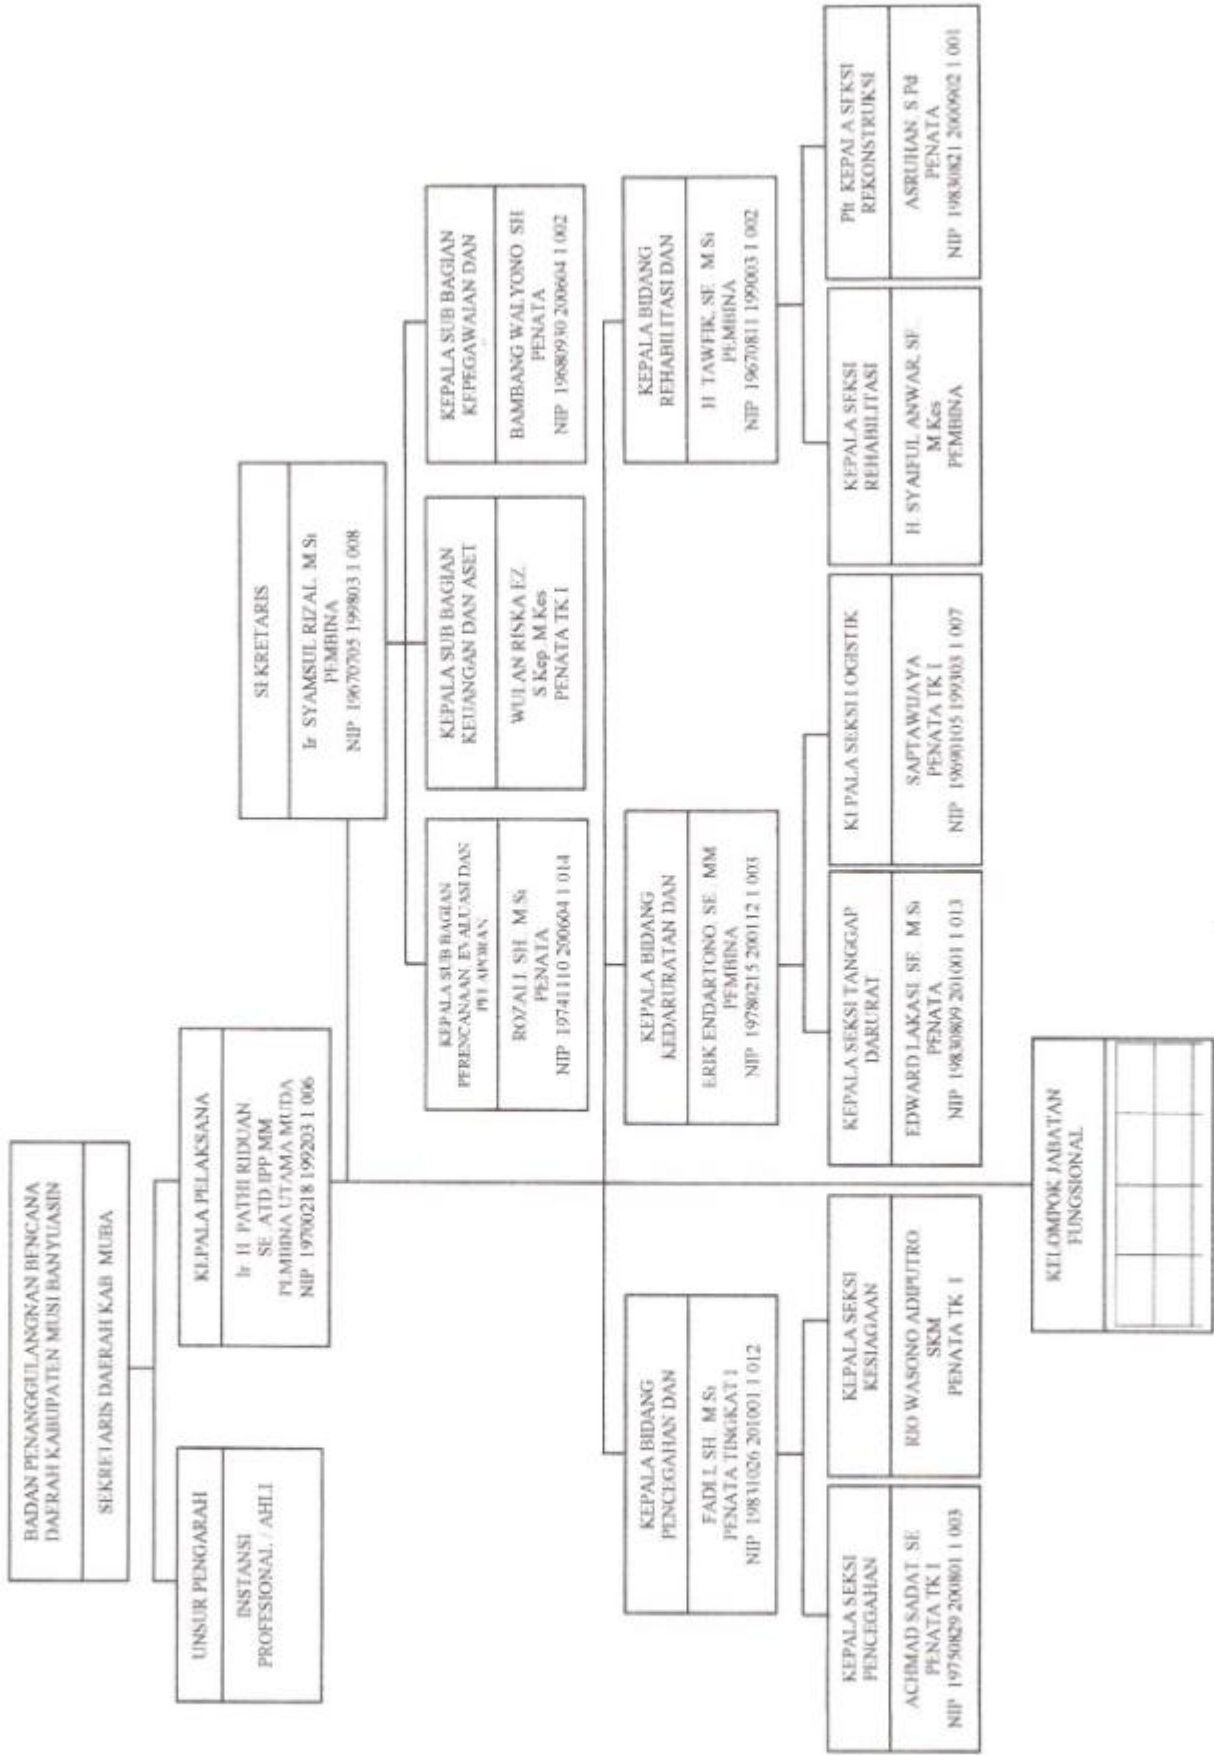 BADAN PENANGGULANGNAN BENCANA
DAERAH KABUPATEN MUSI BANYUASIN
SEKRETARIS DAERAH KAB MUBA
UNSUR PENGARAH
INSTANSI
PROFESIONAL / AHLI
KEPALA PELAKSANA
Ir H PATHI RIDUAN
SE ATD IPP MM
PEMBINA UTAMA MUDA
NIP 19700218 199203 1 006
SEKRETARIS
Ir SYAMSUL RIZAL M Si
PEMBINA
NIP 19670705 199803 1 008
KEPALA SUB BAGIAN
PERENCANAAN EVALUASI DAN
PELAPORAN
ROZALI SH M Si
PENATA
NIP 19741110 200604 1 014
KEPALA SUB BAGIAN
KEUANGAN DAN ASET
WULAN RISKA EZ
S Kep M Kes
PENATA TK I
KEPALA SUB BAGIAN
KEPEGAWAIAN DAN
BAMBANG WALYONO SH
PENATA
NIP 19680930 200604 1 002
KEPALA BIDANG
PENCEGAHAN DAN
FADIL SH M Si
PENATA TINGKAT I
NIP 19831026 201001 1 012
KEPALA BIDANG
KEDARURATAN DAN
ERIK ENDARTONO SE MM
PEMBINA
NIP 19780215 200112 1 003
KEPALA BIDANG
REHABILITASI DAN
H TAWFIK, SE M Si
PEMBINA
NIP 19670811 199003 1 002
KEPALA SEKSI
PENCEGAHAN
ACHMAD SADAT SE
PENATA TK I
NIP 19750829 200801 1 003
KEPALA SEKSI
KESIAGAAN
RIO WASONO ADIPUTRO
SKM
PENATA TK I
KEPALA SEKSI TANGGAP
DARURAT
EDWARD LAKASI SE M Si
PENATA
NIP 19830809 201001 1 013
KEPALA SEKSI LOGISTIK
SAPTAWIJAYA
PENATA TK I
NIP 19690105 199303 1 007
KEPALA SEKSI
REHABILITASI
H SYAIFUL ANWAR, SE
M Kes
PEMBINA
Plt KEPALA SEKSI
REKONSTRUKSI
ASRUHAN S Pd
PENATA
NIP 19830821 2000902 1 001
KELOMPOK JABATAN
FUNGSIONAL